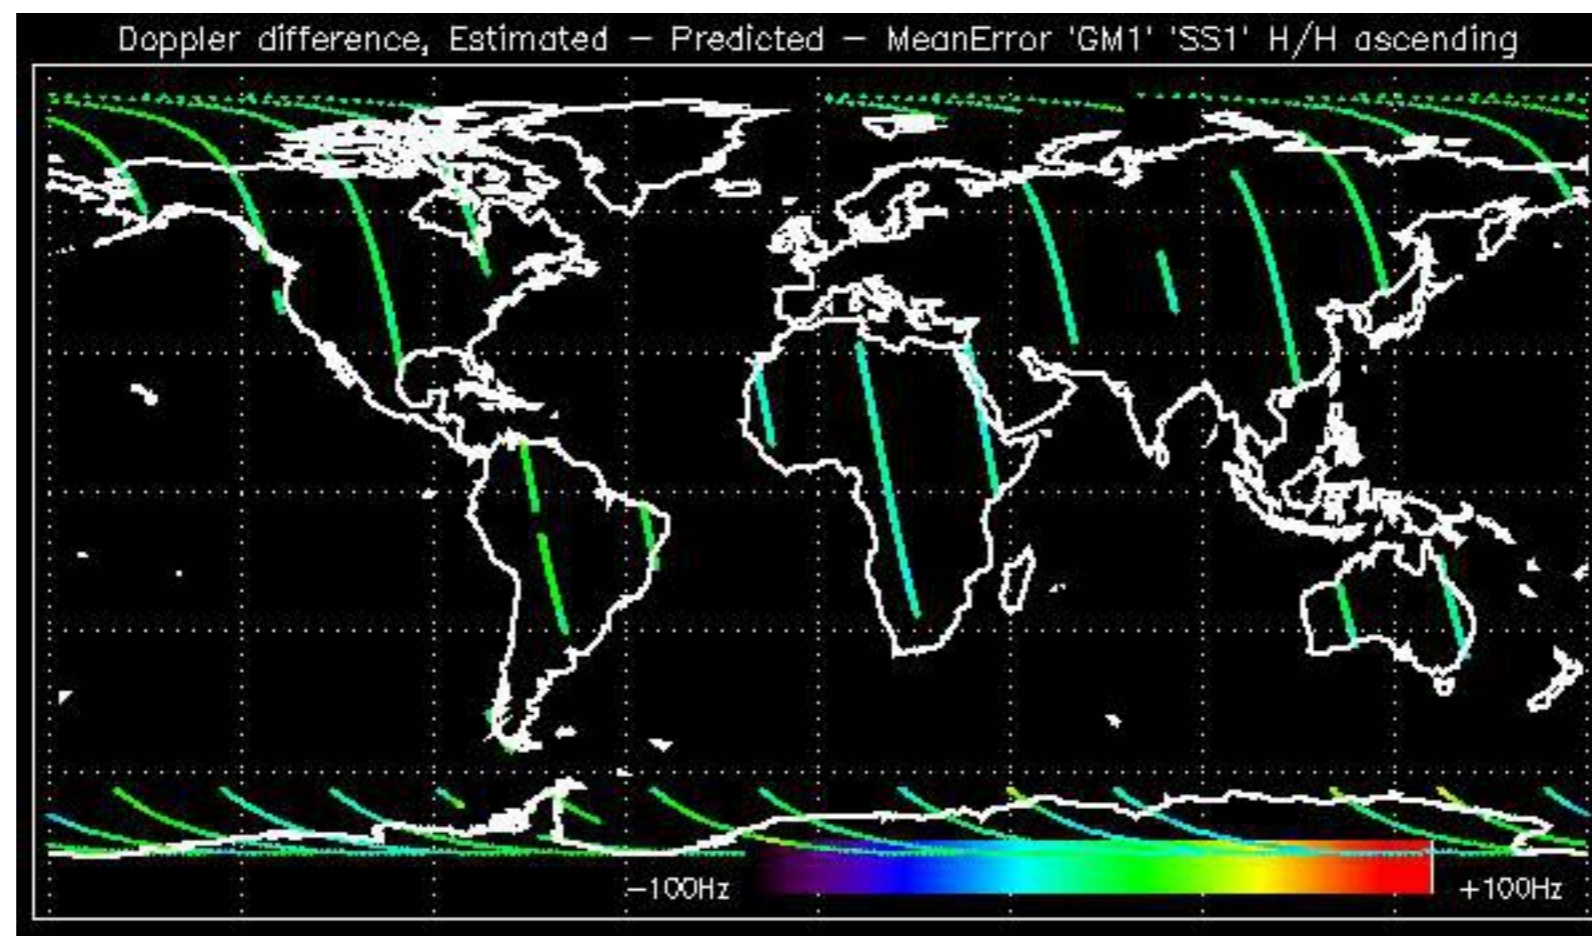 Doppler difference, Estimated – Predicted – MeanError 'GM1' 'SS1' H/H ascending
–100Hz +100Hz